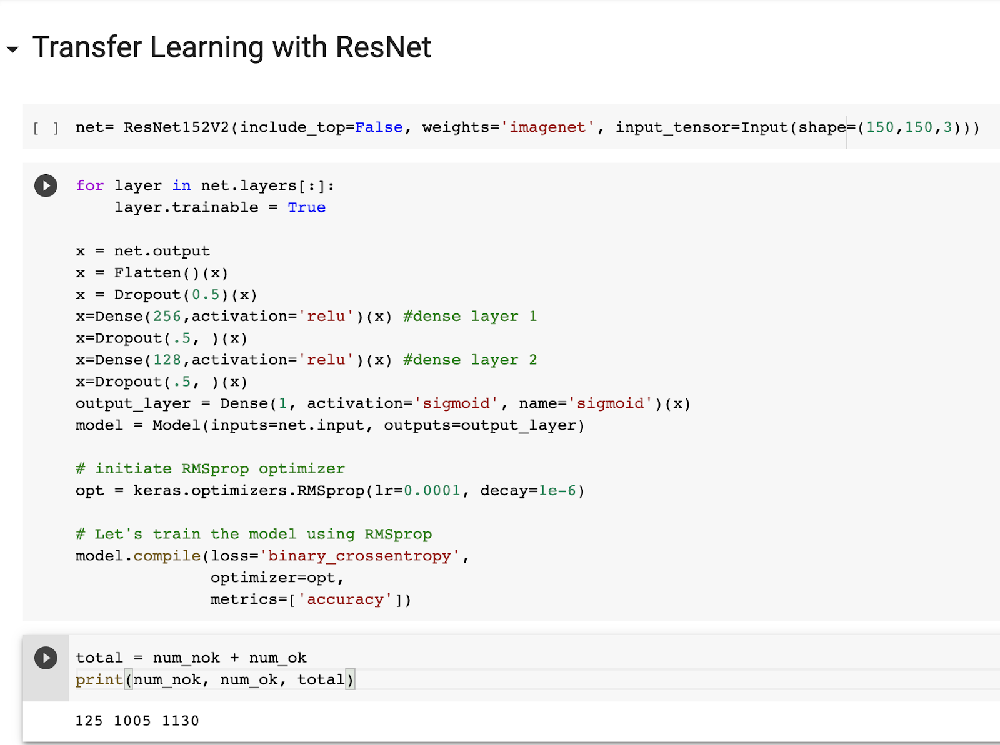 Transfer Learning with ResNet
[ ] net= ResNet152V2(include_top=False, weights='imagenet', input_tensor=Input(shape=(150,150,3)))
for layer in net.layers[:]:
    layer.trainable = True
x = net.output
x = Flatten()(x)
x = Dropout(0.5)(x)
x=Dense(256,activation='relu')(x) #dense layer 1
x=Dropout(.5, )(x)
x=Dense(128,activation='relu')(x) #dense layer 2
x=Dropout(.5, )(x)
output_layer = Dense(1, activation='sigmoid', name='sigmoid')(x)
model = Model(inputs=net.input, outputs=output_layer)
# initiate RMSprop optimizer
opt = keras.optimizers.RMSprop(lr=0.0001, decay=1e-6)
# Let's train the model using RMSprop
model.compile(loss='binary_crossentropy',
              optimizer=opt,
              metrics=['accuracy'])
total = num_nok + num_ok
print(num_nok, num_ok, total)
125 1005 1130